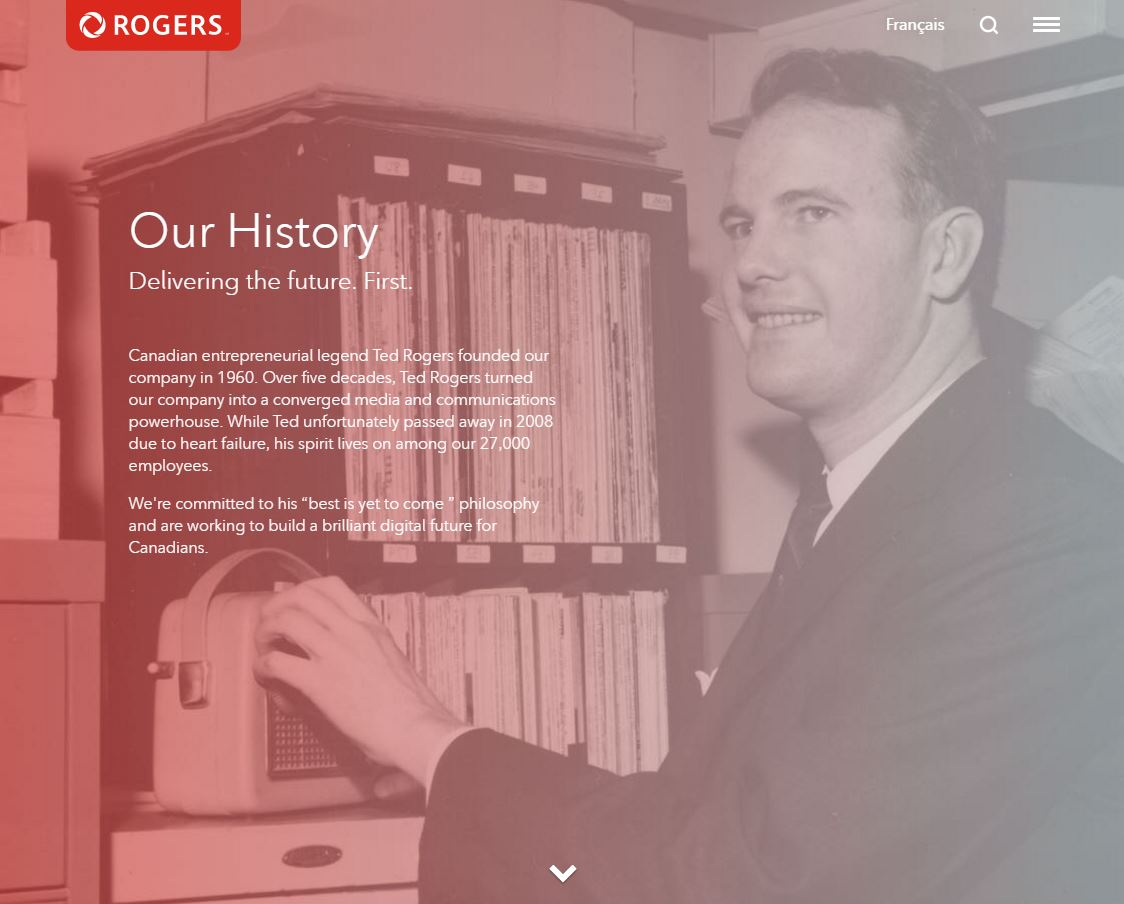 ROGERS
Français
Our History
Delivering the future. First.
Canadian entrepreneurial legend Ted Rogers founded our
company in 1960. Over five decades, Ted Rogers turned
our company into a converged media and communications
powerhouse. While Ted unfortunately passed away in 2008
due to heart failure, his spirit lives on among our 27,000
employees.
We're committed to his “best is yet to come ” philosophy
and are working to build a brilliant digital future for
Canadians.